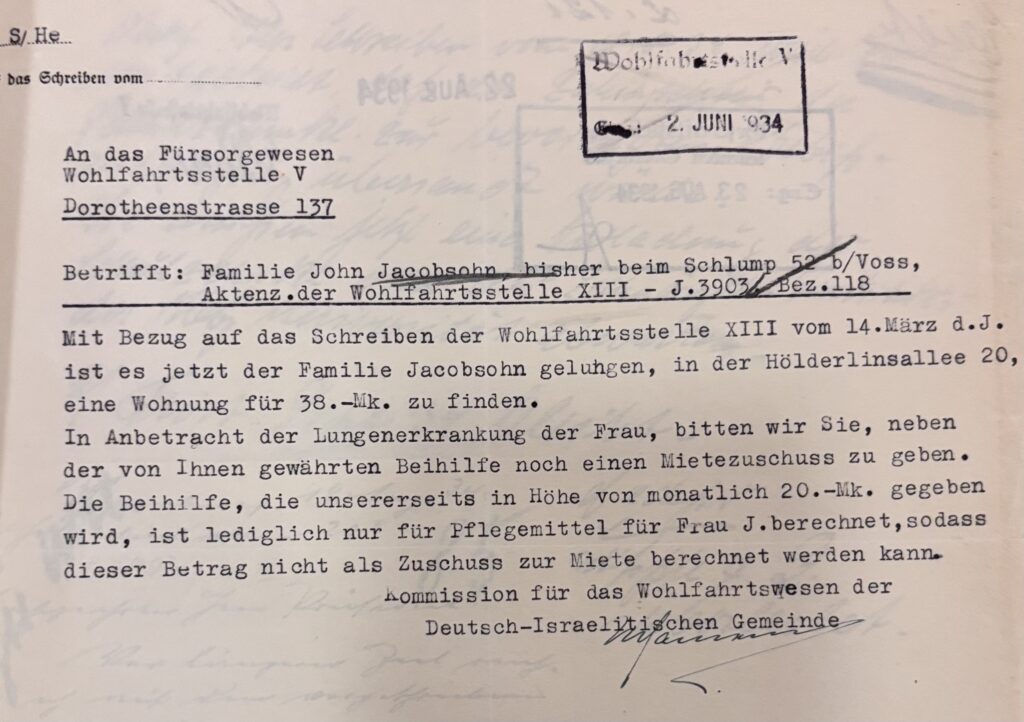 S/He
das Schreiben vom
Wohlfahrtsstelle V
2. JUNI 1934
22. AUG. 1934
An das Fürsorgewesen
Wohlfahrtsstelle V
Dorotheenstrasse 137
Betrifft: Familie John Jacobsohn, bisher beim Schlump 52 b/Voss,
Aktenz.der Wohlfahrtsstelle XIII - J.3903/ Bez.118
Mit Bezug auf das Schreiben der Wohlfahrtsstelle XIII vom 14.März d.J.
ist es jetzt der Familie Jacobsohn geluhgen, in der Hölderlinsallee 20,
eine Wohnung für 38.-Mk. zu finden.
In Anbetracht der Lungenerkrankung der Frau, bitten wir Sie, neben
der von Ihnen gewährten Beihilfe noch einen Mietezuschuss zu geben.
Die Beihilfe, die unsererseits in Höhe von monatlich 20.-Mk. gegeben
wird, ist lediglich nur für Pflegemittel für Frau J.berechnet,sodass
dieser Betrag nicht als Zuschuss zur Miete berechnet werden kann.
Kommission für das Wohlfahrtswesen der
Deutsch-Israelitischen Gemeinde